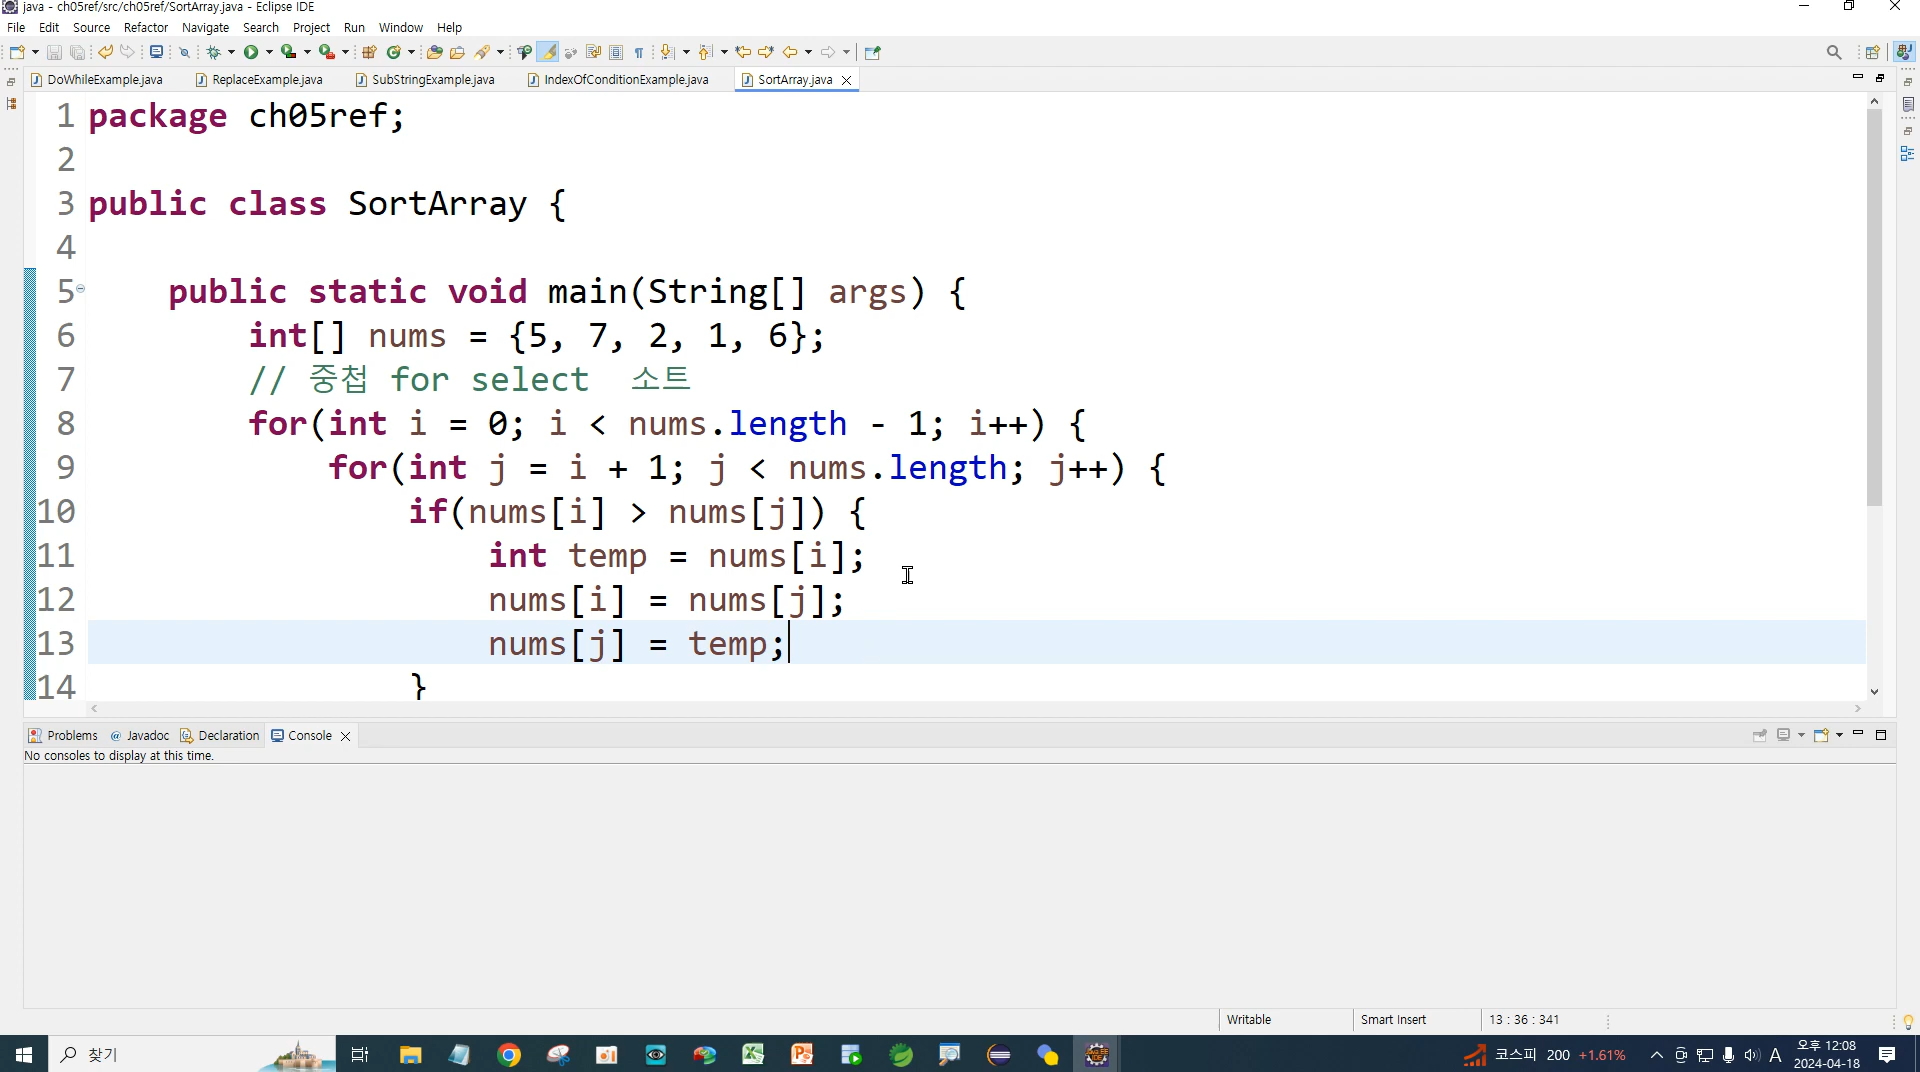 java - ch05ref/src/ch05ref/SortArray.java - Eclipse IDE
File Edit Source Refactor Navigate Search Project Run Window Help
DoWhileExample.java ReplaceExample.java SubStringExample.java IndexOfConditionExample.java SortArray.java
1 package ch05ref;
2
3 public class SortArray {
4
5 public static void main(String[] args) {
6 int[] nums = {5, 7, 2, 1, 6};
7 // 중첩 for select 소트
8 for(int i = 0; i < nums.length - 1; i++) {
9 for(int j = i + 1; j < nums.length; j++) {
10 if(nums[i] > nums[j]) {
11 int temp = nums[i];
12 nums[i] = nums[j];
13 nums[j] = temp;
14 }
Problems @ Javadoc Declaration Console
No consoles to display at this time.
Writable Smart Insert 13 : 36 : 341
찾기 코스피 200 +1.61% A 오후 12:08
2024-04-18